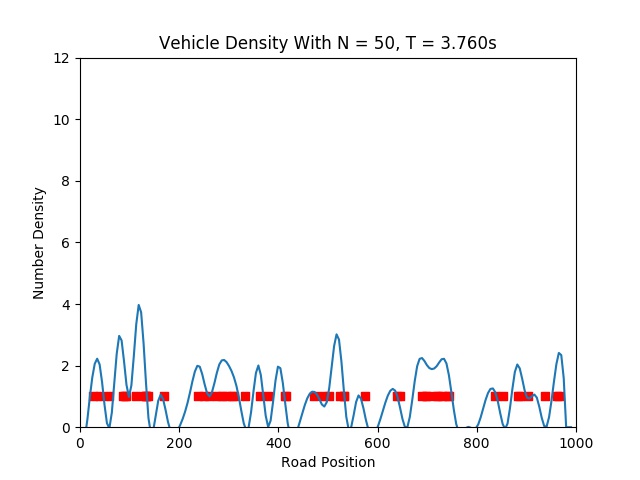 Vehicle Density With N = 50, T = 3.760s
12
10
8
6
4
2
0
Number Density
0 200 400 600 800 1000
Road Position